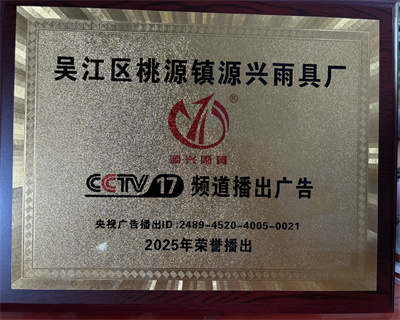 吴江区桃源镇源兴雨具厂
®
源兴雨具
CCTV 17 频道播出广告
央视广告播出ID:2489-4520-4005-0021
2025年荣誉播出